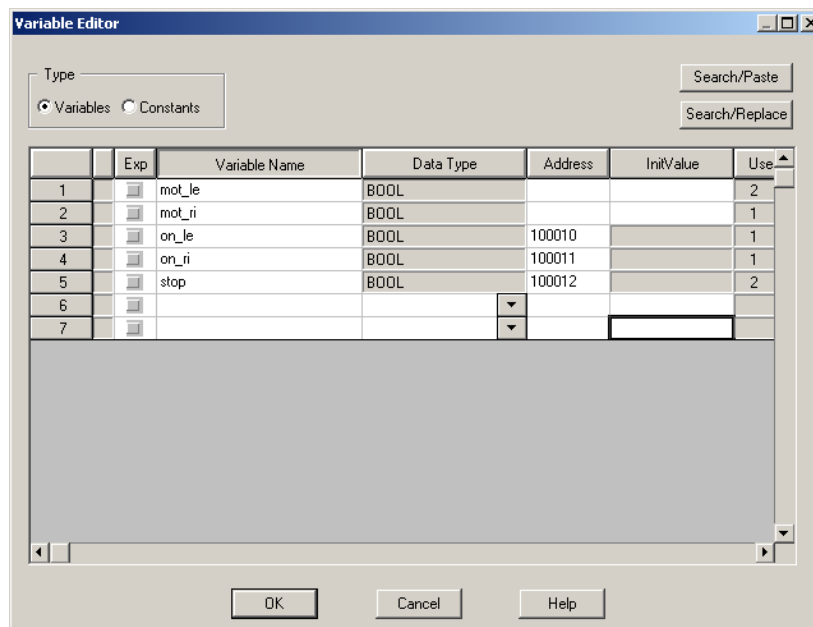 Variable Editor
Type
Variables Constants
Search/Paste
Search/Replace
Exp Variable Name Data Type Address InitValue Use
1 mot_le BOOL 2
2 mot_ri BOOL 1
3 on_le BOOL 100010 1
4 on_ri BOOL 100011 1
5 stop BOOL 100012 2
6
7
OK Cancel Help